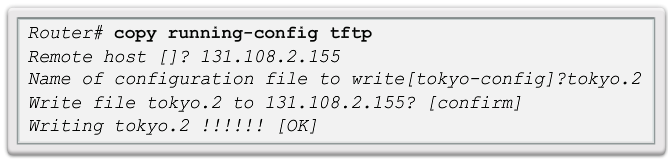 Router# copy running-config tftp
Remote host []? 131.108.2.155
Name of configuration file to write[tokyo-config]?tokyo.2
Write file tokyo.2 to 131.108.2.155? [confirm]
Writing tokyo.2 !!!!!! [OK]